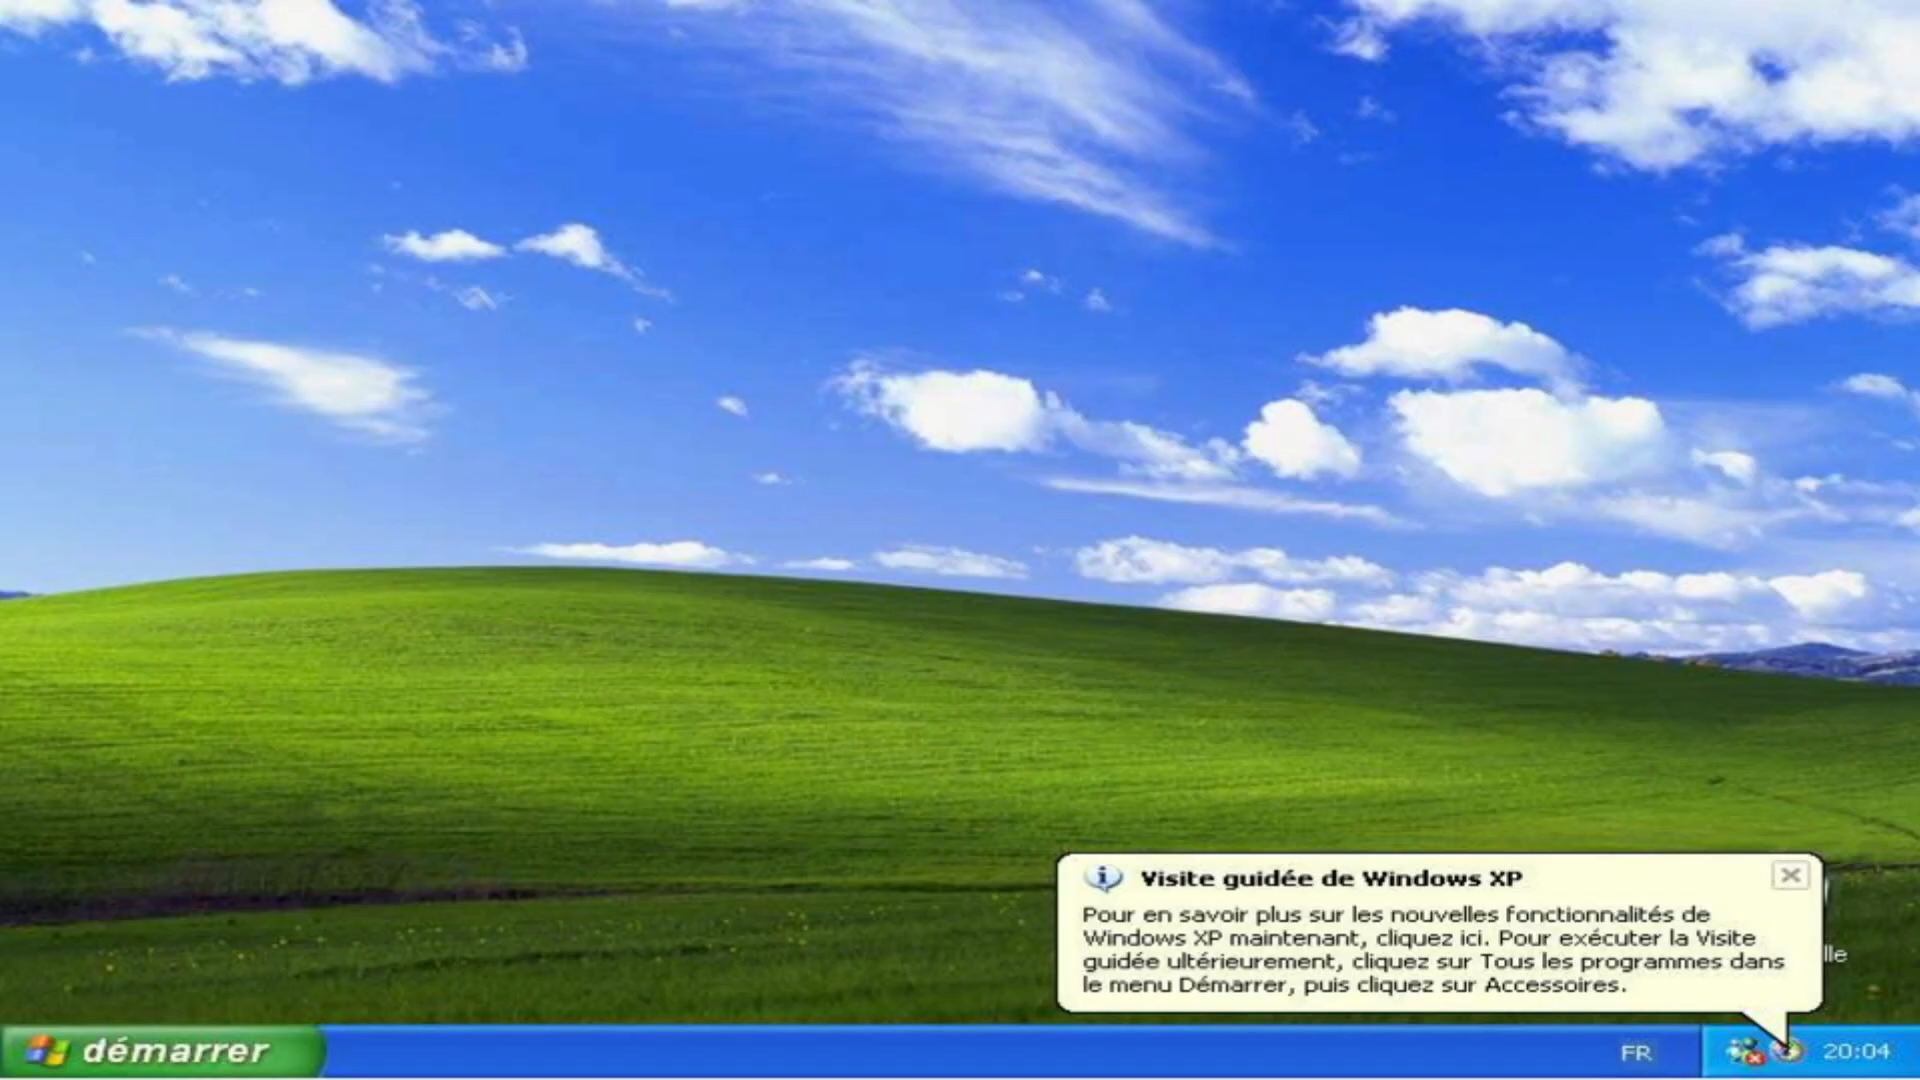 Visite guidée de Windows XP
Pour en savoir plus sur les nouvelles fonctionnalités de
Windows XP maintenant, cliquez ici. Pour exécuter la Visite
guidée ultérieurement, cliquez sur Tous les programmes dans
le menu Démarrer, puis cliquez sur Accessoires.
lle
démarrer
FR
20:04